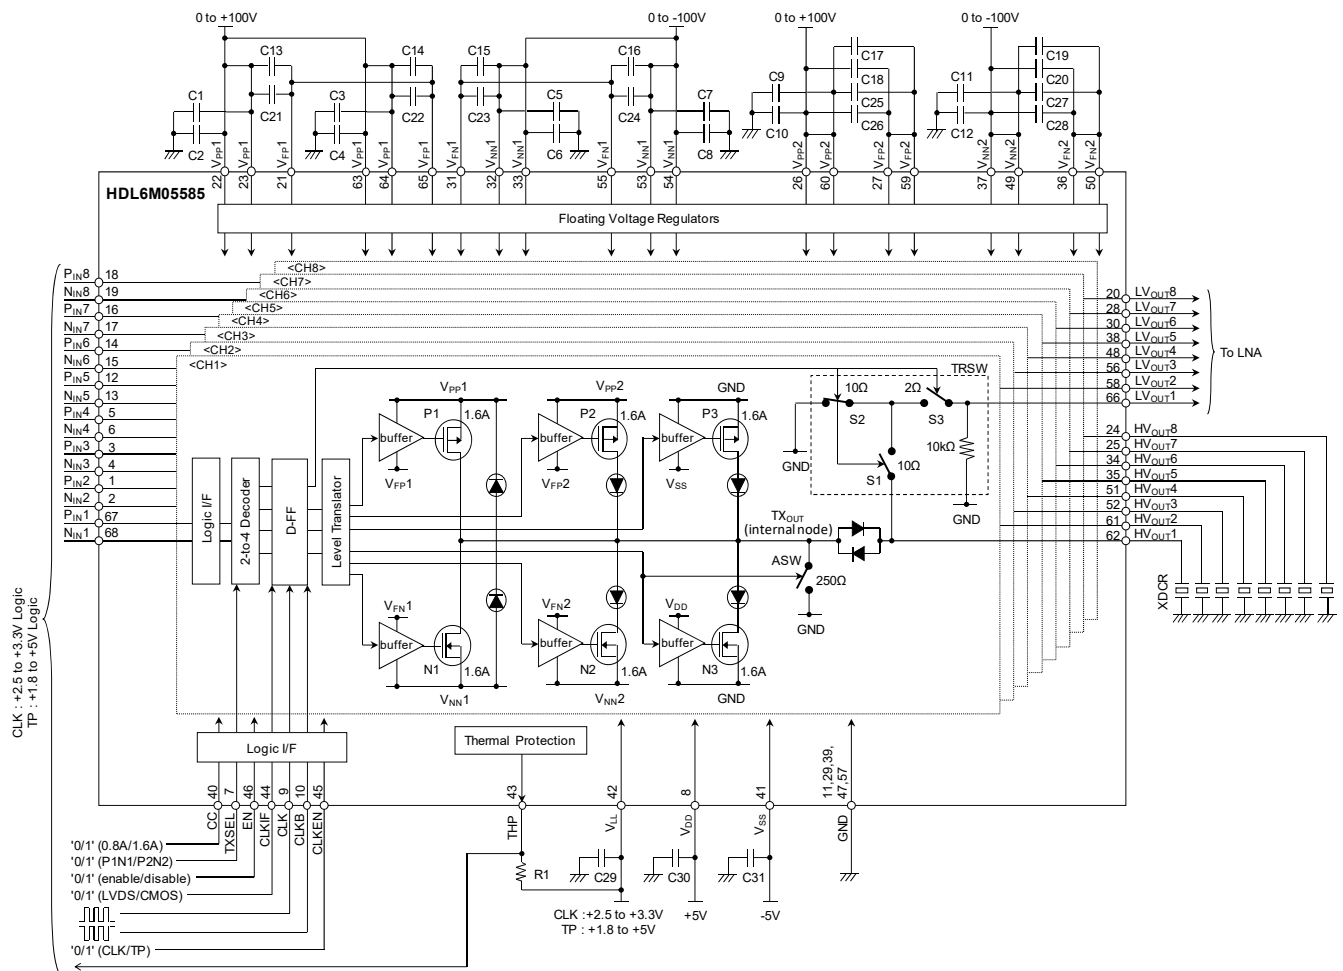 0 to +100V
0 to -100V
0 to +100V
0 to -100V
C13
C14
C15
C16
C17
C19
C18
C20
C9
C11
C1
C3
C5
C7
C25
C27
C21
C22
C23
C24
C10
C26
C12
C28
C2
C4
C6
C8
22 VPP1
23 VPP1
21 VFP1
63 VPP1
64 VPP1
65 VFP1
31 VFN1
32 VNN1
33 VNN1
55 VFN1
53 VNN1
54 VNN1
26 VPP2
60 VPP2
27 VFP2
59 VFP2
37 VNN2
49 VNN2
36 VFN2
50 VFN2
HDL6M05585
Floating Voltage Regulators
<CH8>
<CH7>
<CH6>
<CH5>
<CH4>
<CH3>
<CH2>
<CH1>
PIN8 18
NIN8 19
PIN7 16
NIN7 17
PIN6 14
NIN6 15
PIN5 12
NIN5 13
PIN4 5
NIN4 6
PIN3 3
NIN3 4
PIN2 1
NIN2 2
PIN1 67
NIN1 68
20 LVOUT8
28 LVOUT7
30 LVOUT6
38 LVOUT5
48 LVOUT4
56 LVOUT3
58 LVOUT2
66 LVOUT1
To LNA
24 HVOUT8
25 HVOUT7
34 HVOUT6
35 HVOUT5
51 HVOUT4
52 HVOUT3
61 HVOUT2
62 HVOUT1
XDCR
VPP1
VPP2
GND
TRSW
P1 1.6A
P2 1.6A
P3 1.6A
10Ω
2Ω
S2
S3
buffer
buffer
buffer
10kΩ
GND
10Ω
S1
VFP1
VFP2
VSS
GND
Logic I/F
2-to-4 Decoder
D-FF
Level Translator
TXOUT
(internal node)
ASW
250Ω
GND
VFN1
VFN2
VDD
buffer
buffer
buffer
N1 1.6A
N2 1.6A
N3 1.6A
VNN1
VNN2
GND
CLK : +2.5 to +3.3V Logic
TP : +1.8 to +5V Logic
Logic I/F
Thermal Protection
40 CC
7 TXSEL
46 EN
44 CLKIF
9 CLK
10 CLKB
45 CLKEN
43 THP
42 VLL
8 VDD
41 VSS
11,29,39,
47,57
GND
'0/1' (0.8A/1.6A)
'0/1' (P1N1/P2N2)
'0/1' (enable/disable)
'0/1' (LVDS/CMOS)
'0/1' (CLK/TP)
R1
C29
C30
C31
CLK :+2.5 to +3.3V
TP : +1.8 to +5V
+5V
-5V